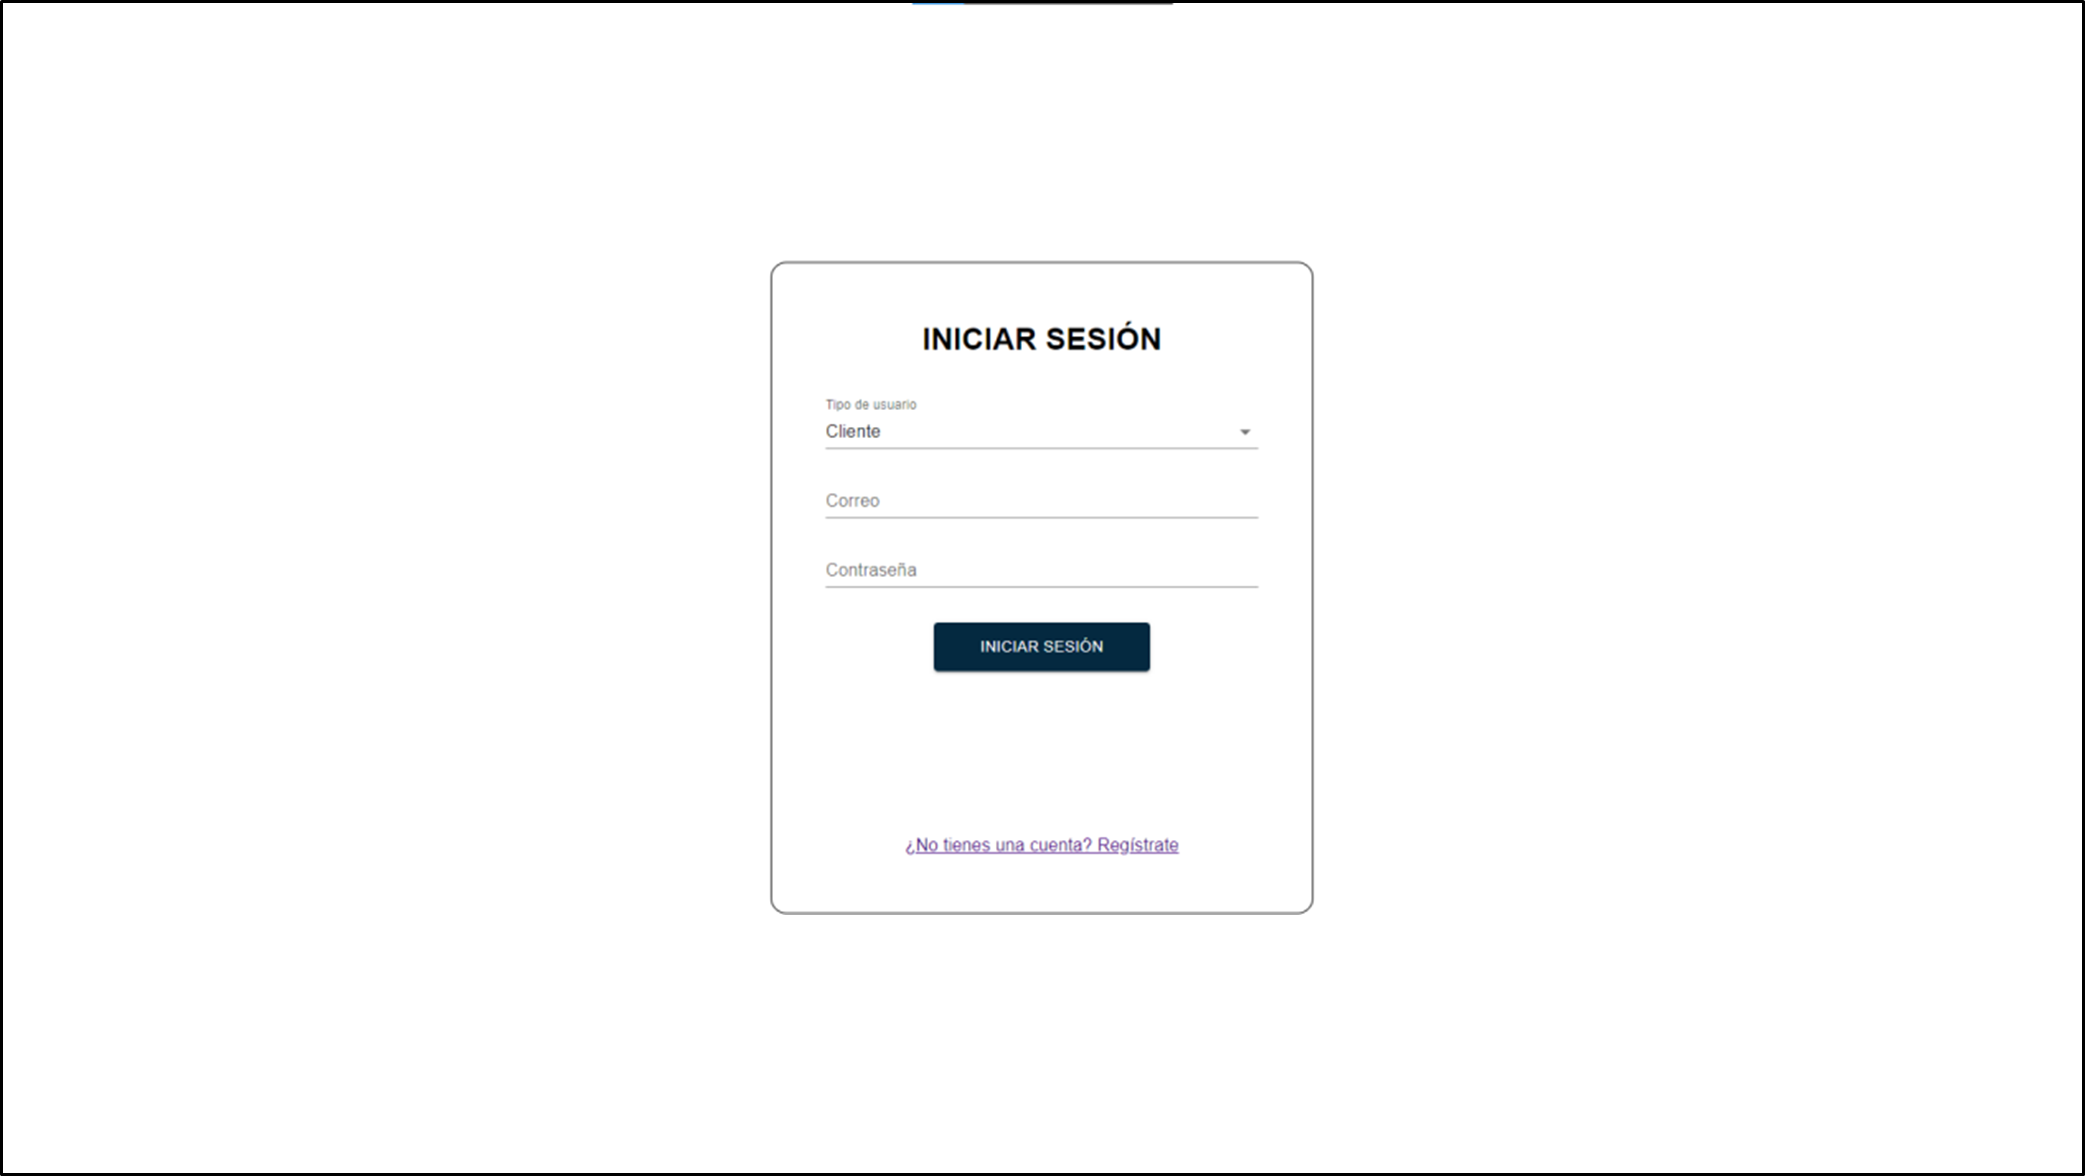 INICIAR SESIÓN
Tipo de usuario
Cliente
Correo
Contraseña
INICIAR SESIÓN
¿No tienes una cuenta? Regístrate